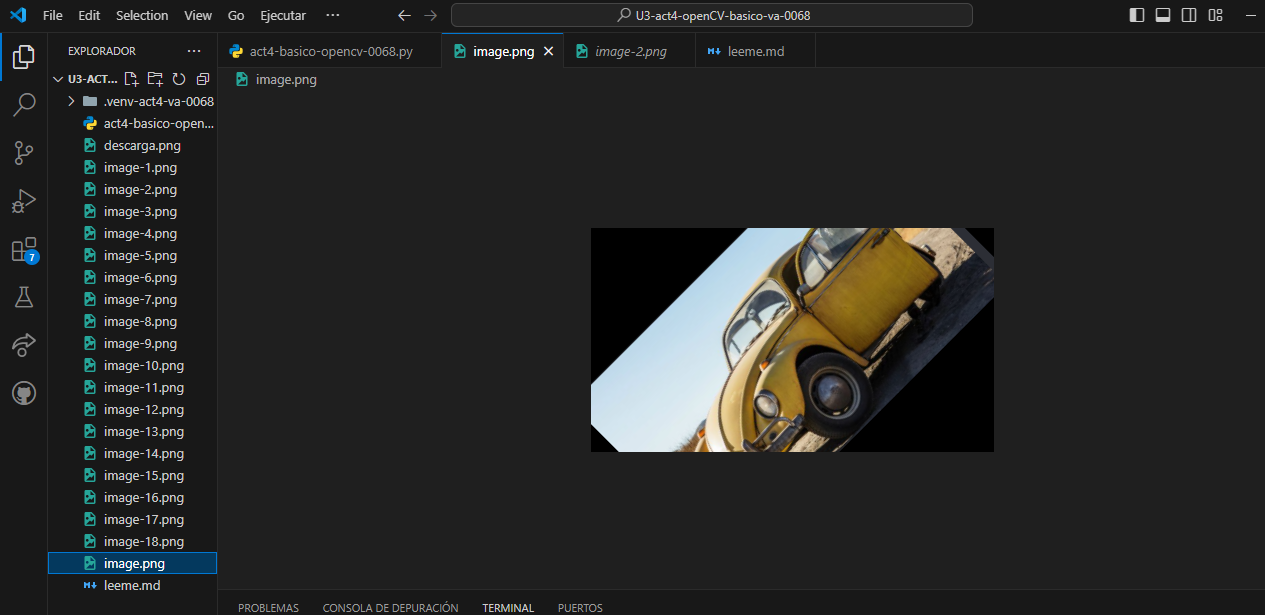 File Edit Selection View Go Ejecutar ··· U3-act4-openCV-basico-va-0068
EXPLORADOR ···
act4-basico-opencv-0068.py image.png image-2.png leeme.md
U3-ACT...
image.png
.venv-act4-va-0068
act4-basico-open...
descarga.png
image-1.png
image-2.png
image-3.png
image-4.png
image-5.png
image-6.png
image-7.png
image-8.png
image-9.png
image-10.png
image-11.png
image-12.png
image-13.png
image-14.png
image-15.png
image-16.png
image-17.png
image-18.png
image.png
leeme.md
7
PROBLEMAS CONSOLA DE DEPURACIÓN TERMINAL PUERTOS